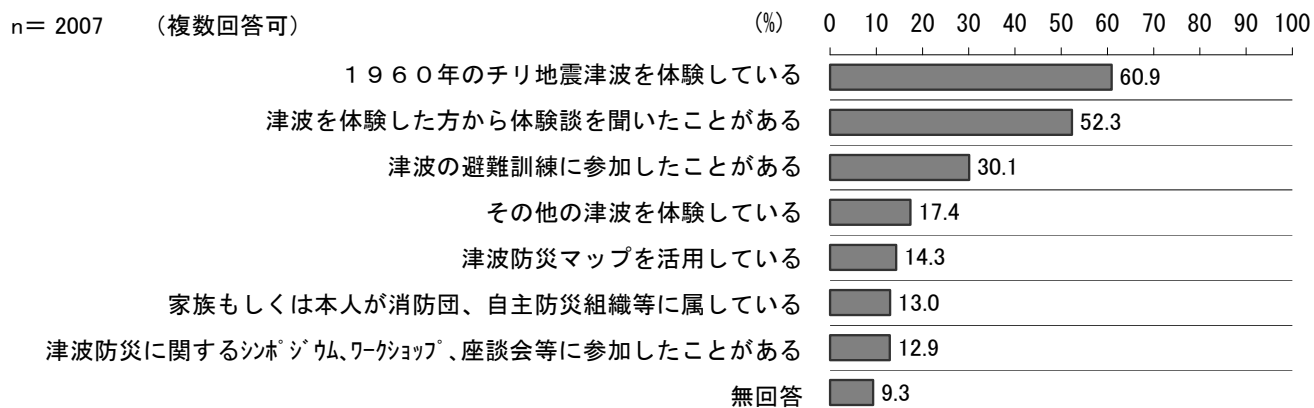 n＝ 2007　（複数回答可）　(%)　0 10 20 30 40 50 60 70 80 90 100
１９６０年のチリ地震津波を体験している 60.9
津波を体験した方から体験談を聞いたことがある 52.3
津波の避難訓練に参加したことがある 30.1
その他の津波を体験している 17.4
津波防災マップを活用している 14.3
家族もしくは本人が消防団、自主防災組織等に属している 13.0
津波防災に関するｼﾝﾎﾟｼﾞｳﾑ､ﾜｰｸｼｮｯﾌﾟ､座談会等に参加したことがある 12.9
無回答 9.3